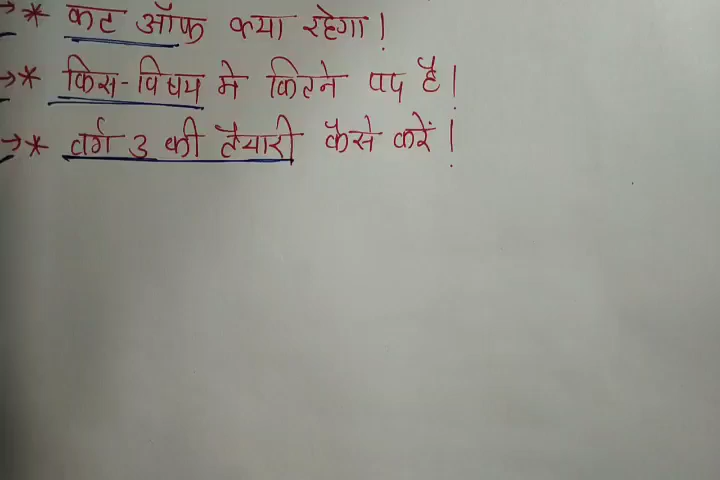 →* कट ऑफ क्या रहेगा!
→* किस-विषय मे कितने पद है!
→* वर्ग 3 की तैयारी कैसे करें!